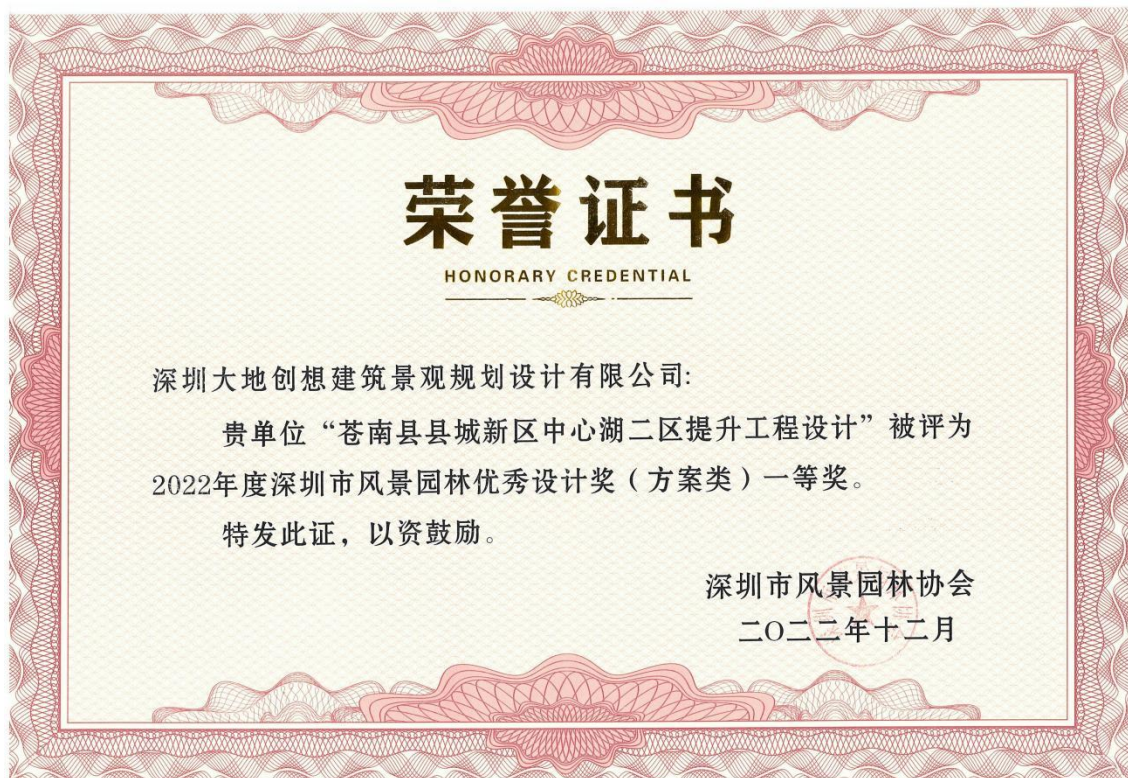 荣誉证书
HONORARY CREDENTIAL
深圳大地创想建筑景观规划设计有限公司:
贵单位“苍南县县城新区中心湖二区提升工程设计”被评为
2022年度深圳市风景园林优秀设计奖（方案类）一等奖。
特发此证，以资鼓励。
深圳市风景园林协会
二〇二二年十二月